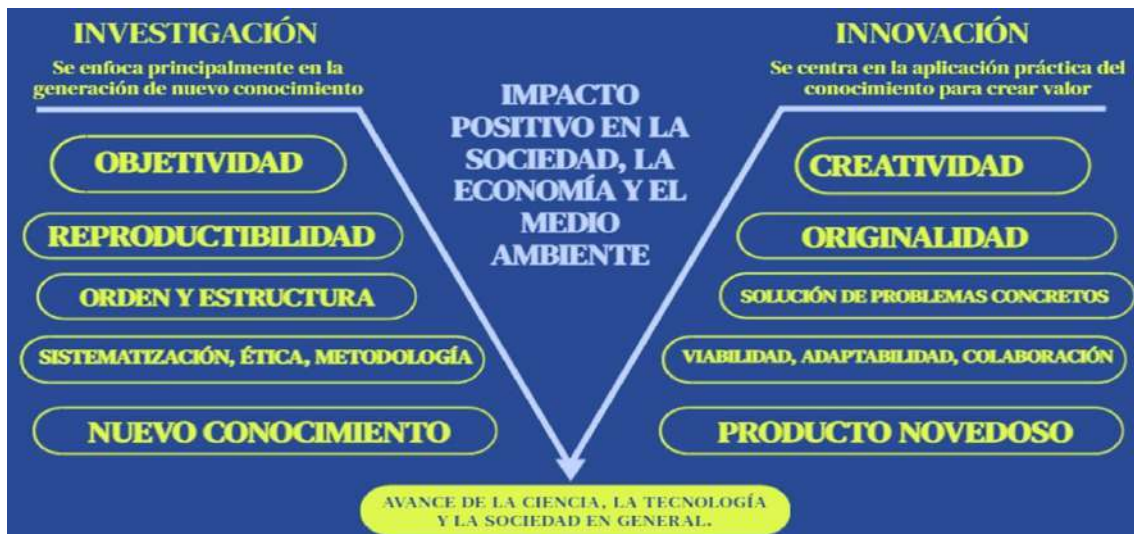 INVESTIGACIÓN
Se enfoca principalmente en la
generación de nuevo conocimiento
OBJETIVIDAD
REPRODUCTIBILIDAD
ORDEN Y ESTRUCTURA
SISTEMATIZACIÓN, ÉTICA, METODOLOGÍA
NUEVO CONOCIMIENTO
IMPACTO
POSITIVO EN LA
SOCIEDAD, LA
ECONOMÍA Y EL
MEDIO
AMBIENTE
INNOVACIÓN
Se centra en la aplicación práctica del
conocimiento para crear valor
CREATIVIDAD
ORIGINALIDAD
SOLUCIÓN DE PROBLEMAS CONCRETOS
VIABILIDAD, ADAPTABILIDAD, COLABORACIÓN
PRODUCTO NOVEDOSO
AVANCE DE LA CIENCIA, LA TECNOLOGÍA
Y LA SOCIEDAD EN GENERAL.